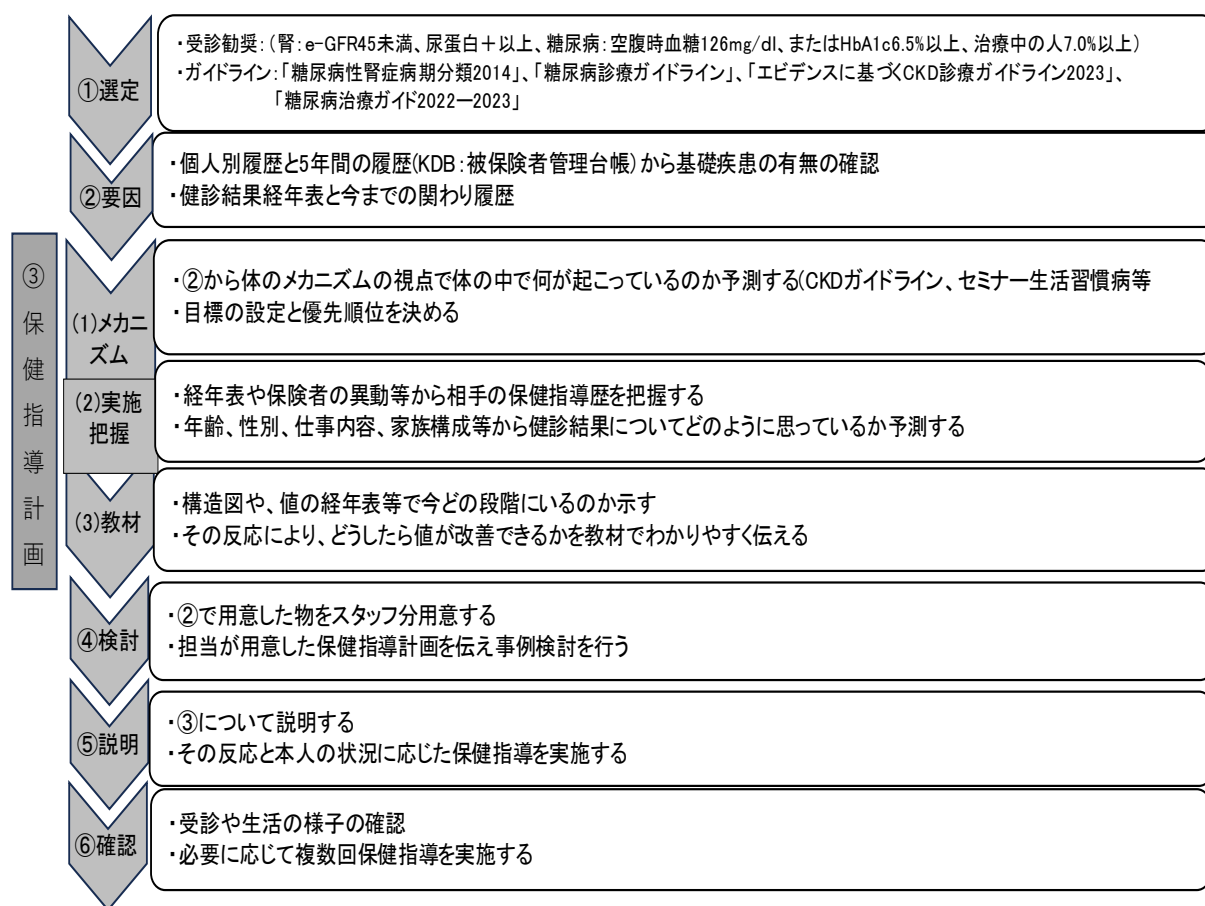 ①選定
・受診勧奨：（腎：e-GFR45未満、尿蛋白＋以上、糖尿病：空腹時血糖126mg/dl、またはHbA1c6.5%以上、治療中の人7.0%以上）
・ガイドライン：「糖尿病性腎症病期分類2014」、「糖尿病診療ガイドライン」、「エビデンスに基づくCKD診療ガイドライン2023」、
「糖尿病治療ガイド2022ー2023」
②要因
・個人別履歴と5年間の履歴(KDB：被保険者管理台帳)から基礎疾患の有無の確認
・健診結果経年表と今までの関わり履歴
③保健指導計画
(1)メカニ
ズム
・②から体のメカニズムの視点で体の中で何が起こっているのか予測する(CKDガイドライン、セミナー生活習慣病等
・目標の設定と優先順位を決める
(2)実施
把握
・経年表や保険者の異動等から相手の保健指導歴を把握する
・年齢、性別、仕事内容、家族構成等から健診結果についてどのように思っているか予測する
(3)教材
・構造図や、値の経年表等で今どの段階にいるのか示す
・その反応により、どうしたら値が改善できるかを教材でわかりやすく伝える
④検討
・②で用意した物をスタッフ分用意する
・担当が用意した保健指導計画を伝え事例検討を行う
⑤説明
・③について説明する
・その反応と本人の状況に応じた保健指導を実施する
⑥確認
・受診や生活の様子の確認
・必要に応じて複数回保健指導を実施する